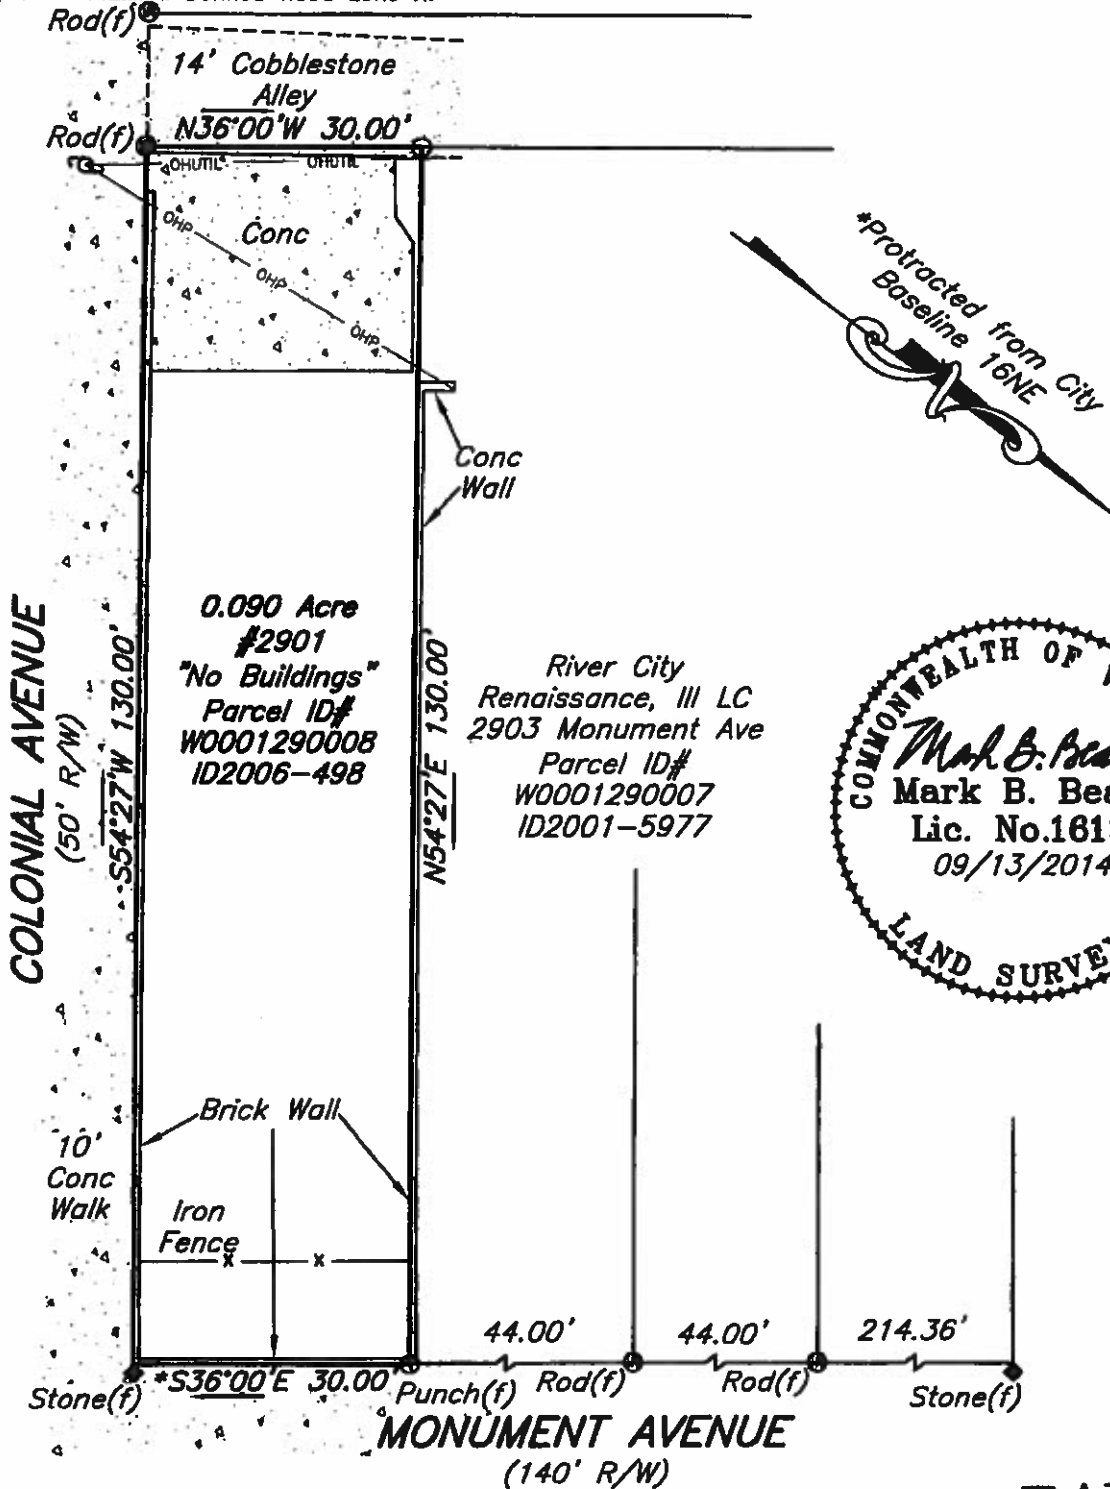 Rod(f)
14' Cobblestone
Alley
N36°00'W 30.00'
Rod(f)
OHUTIL
OHUTIL
OHP
Conc
OHP
OHP
*Protracted from City
Baseline 16NE
Conc
Wall
COLONIAL AVENUE
(50' R/W)
S54°27'W 130.00'
0.090 Acre
#2901
"No Buildings"
Parcel ID#
W0001290008
ID2006-498
N54°27'E 130.00'
River City
Renaissance, III LC
2903 Monument Ave
Parcel ID#
W0001290007
ID2001-5977
COMMONWEALTH OF
Mark B.
Mark B.
Lic. No.
09/13/2014
LAND
Brick Wall
10'
Conc
Walk
Iron
Fence
x x
44.00'
44.00'
214.36'
Stone(f)
*S36°00'E 30.00'
Punch(f)
Rod(f)
Rod(f)
Stone(f)
MONUMENT AVENUE
(140' R/W)